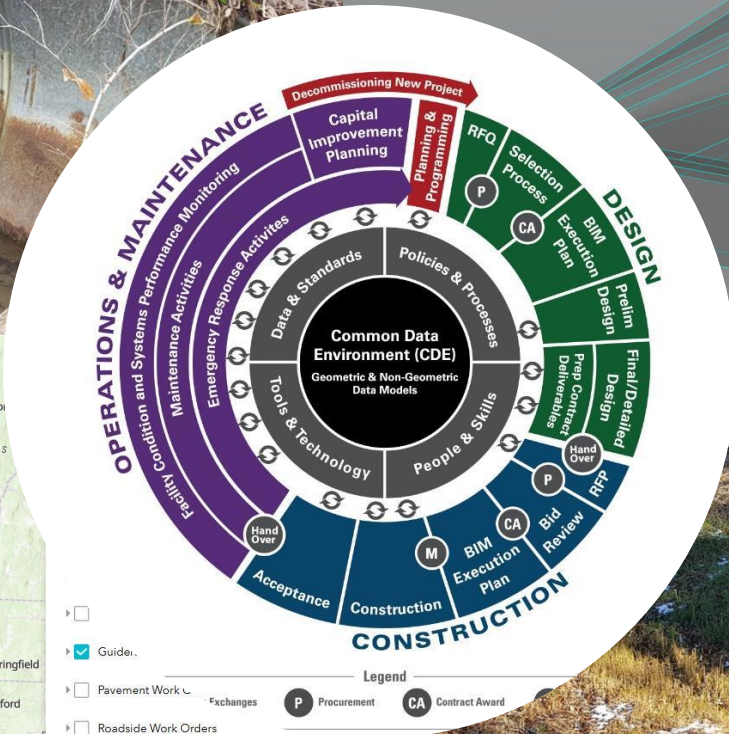 Decommissioning New Project
OPERATIONS & MAINTENANCE
Capital
Improvement
Planning
Planning &
Programming
RFQ
P
Selection
Process
CA
BIM
Execution
Plan
DESIGN
Prelim
Design
Final/Detailed
Design
Prep Contract
Deliverables
Hand
Over
RFP
P
Bid
Review
CA
BIM
Execution
Plan
M
Construction
CONSTRUCTION
Acceptance
Hand
Over
Facility Condition and Systems Performance Monitoring
Maintenance Activities
Emergency Response Activites
Data & Standards
Policies & Processes
Tools & Technology
People & Skills
Common Data
Environment (CDE)
Geometric & Non-Geometric
Data Models
Legend
Exchanges
P Procurement
CA Contract Award
Pavement Work
Roadside Work Orders